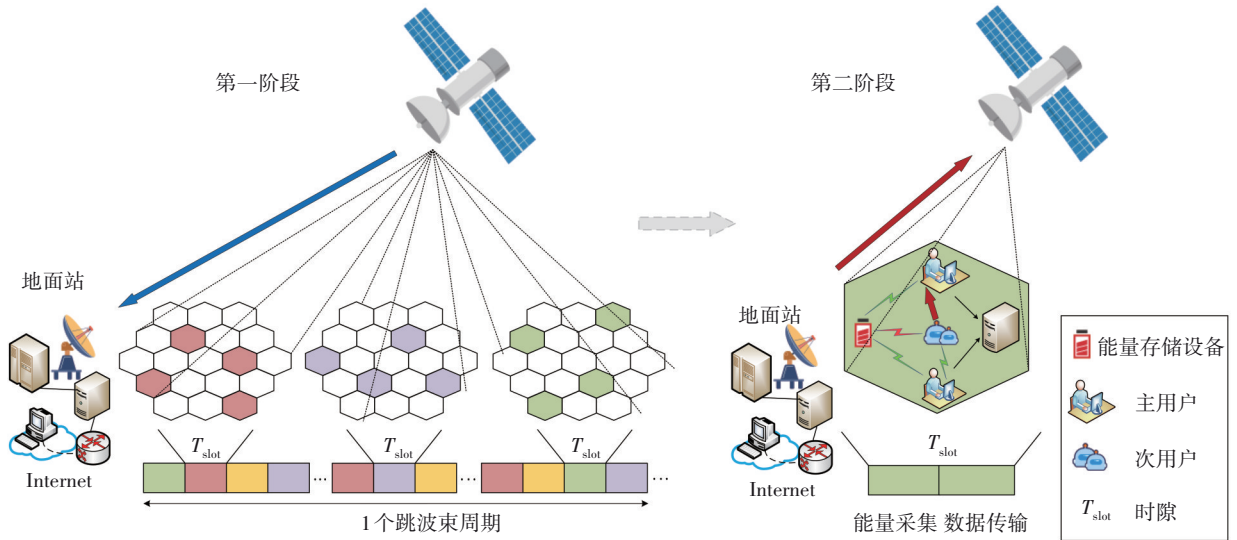 第一阶段
地面站
Internet
T_slot
T_slot
T_slot
...
...
...
1个跳波束周期
第二阶段
地面站
Internet
T_slot
能量采集 数据传输
能量存储设备
主用户
次用户
T_slot 时隙